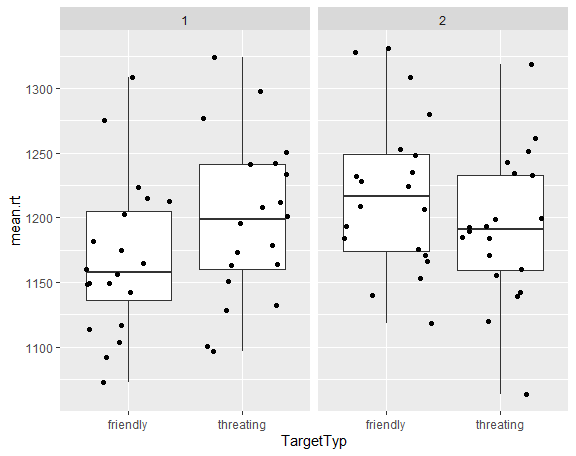 1 2
mean.rt
1300
1250
1200
1150
1100
friendly threating friendly threating
TargetTyp